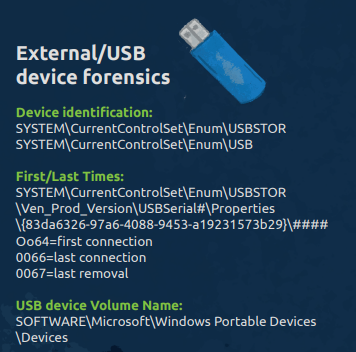 External/USB
device forensics
Device identification:
SYSTEM\CurrentControlSet\Enum\USBSTOR
SYSTEM\CurrentControlSet\Enum\USB
First/Last Times:
SYSTEM\CurrentControlSet\Enum\USBSTOR
\Ven_Prod_Version\USBSerial#\Properties
\{83da6326-97a6-4088-9453-a19231573b29}\####
Oo64=first connection
0066=last connection
0067=last removal
USB device Volume Name:
SOFTWARE\Microsoft\Windows Portable Devices
\Devices